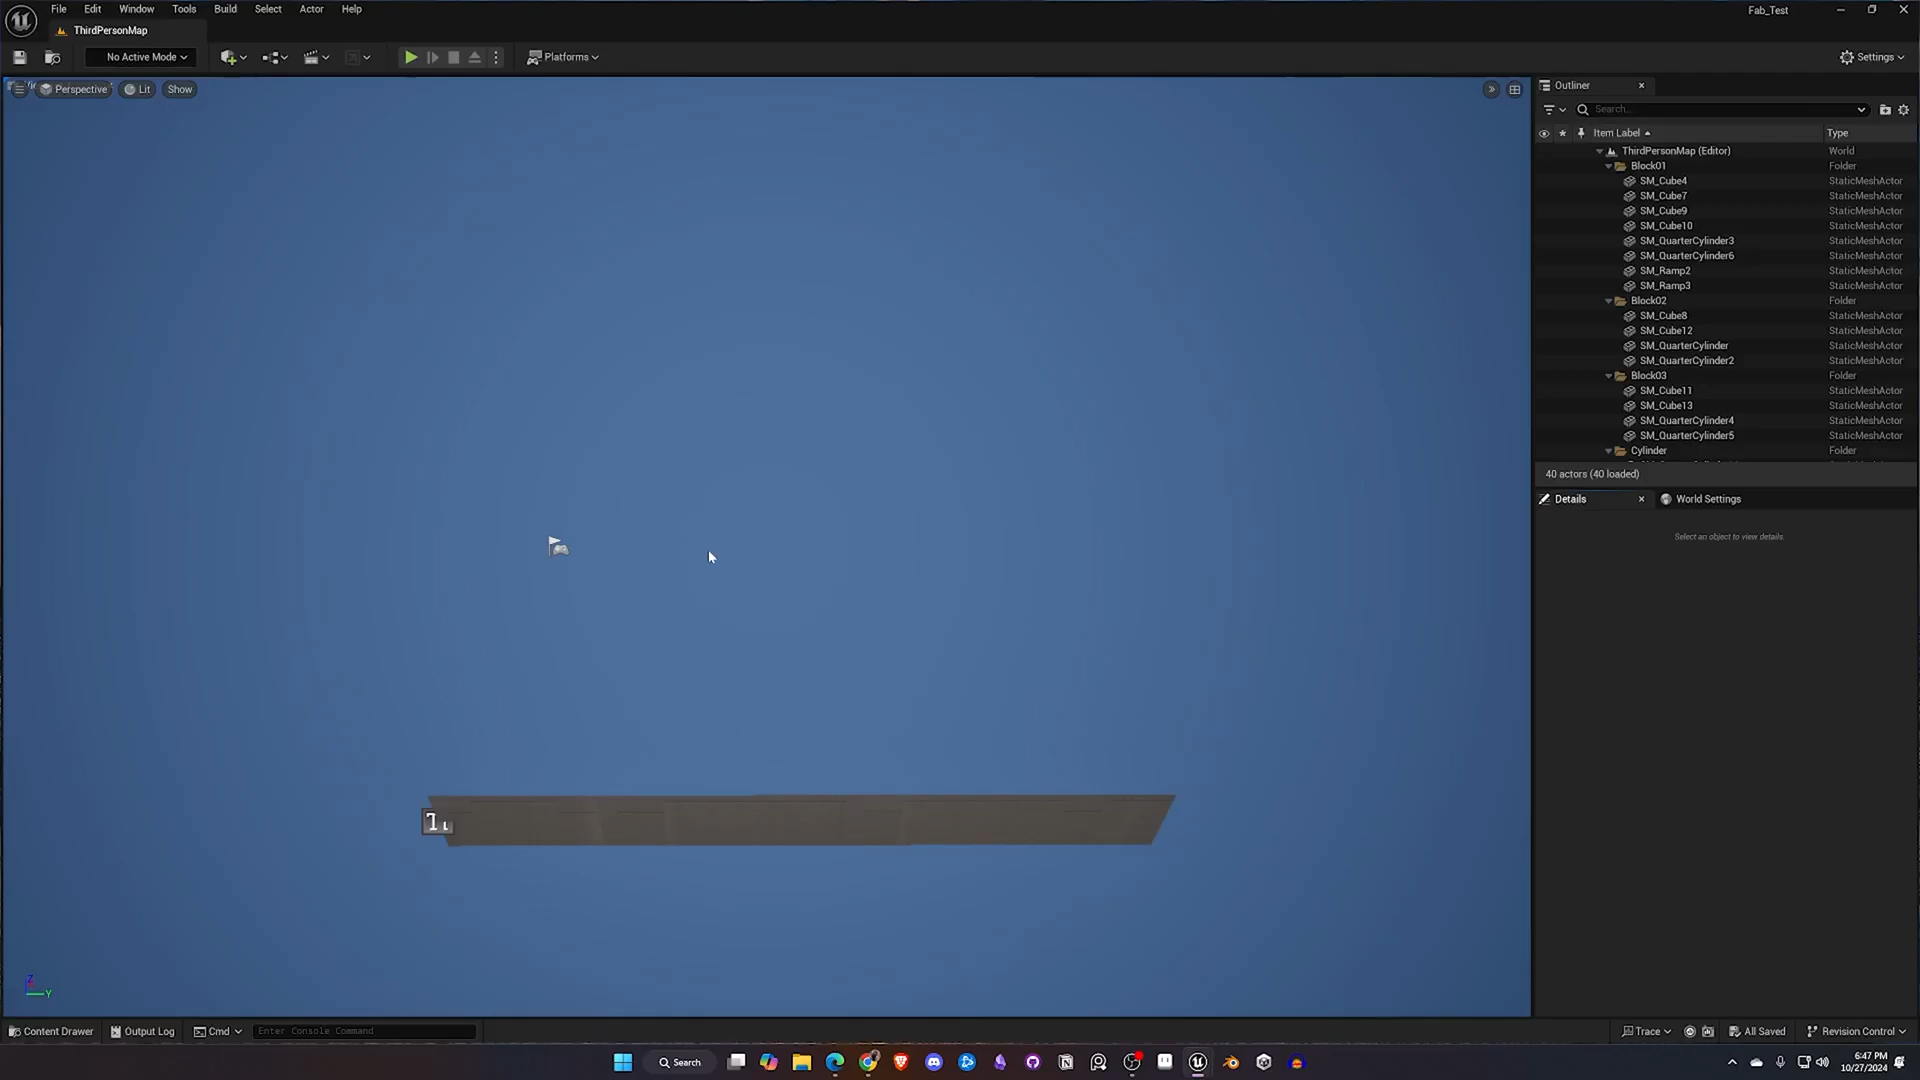 File Edit Window Tools Build Select Actor Help
Fab_Test
ThirdPersonMap
No Active Mode
Platforms
Settings
Perspective Lit Show
Outliner
Search...
Item Label Type
ThirdPersonMap (Editor) World
Block01 Folder
SM_Cube4 StaticMeshActor
SM_Cube7 StaticMeshActor
SM_Cube9 StaticMeshActor
SM_Cube10 StaticMeshActor
SM_QuarterCylinder3 StaticMeshActor
SM_QuarterCylinder6 StaticMeshActor
SM_Ramp2 StaticMeshActor
SM_Ramp3 StaticMeshActor
Block02 Folder
SM_Cube8 StaticMeshActor
SM_Cube12 StaticMeshActor
SM_QuarterCylinder StaticMeshActor
SM_QuarterCylinder2 StaticMeshActor
Block03 Folder
SM_Cube11 StaticMeshActor
SM_Cube13 StaticMeshActor
SM_QuarterCylinder4 StaticMeshActor
SM_QuarterCylinder5 StaticMeshActor
Cylinder Folder
40 actors (40 loaded)
Details World Settings
Select an object to view details.
Z
Y
Content Drawer Output Log Cmd Enter Console Command
Trace All Saved Revision Control
Search
6:47 PM
10/27/2024